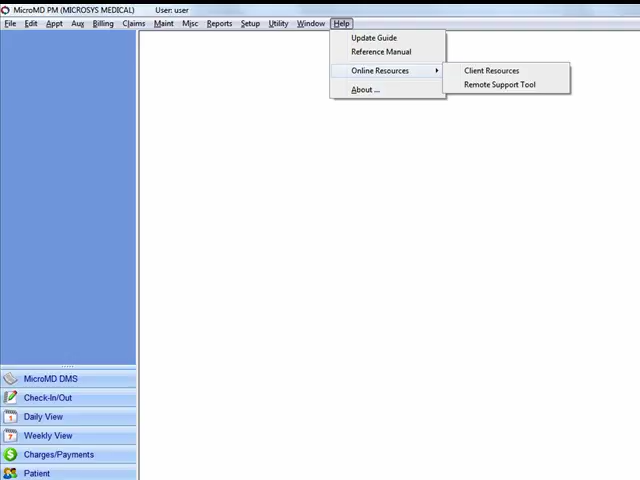 MicroMD PM (MICROSYS MEDICAL) User: user
File Edit Appt Aux Billing Claims Maint Misc Reports Setup Utility Window Help
Update Guide
Reference Manual
Online Resources
Client Resources
Remote Support Tool
About ...
MicroMD DMS
Check-In/Out
1 Daily View
7 Weekly View
$ Charges/Payments
Patient